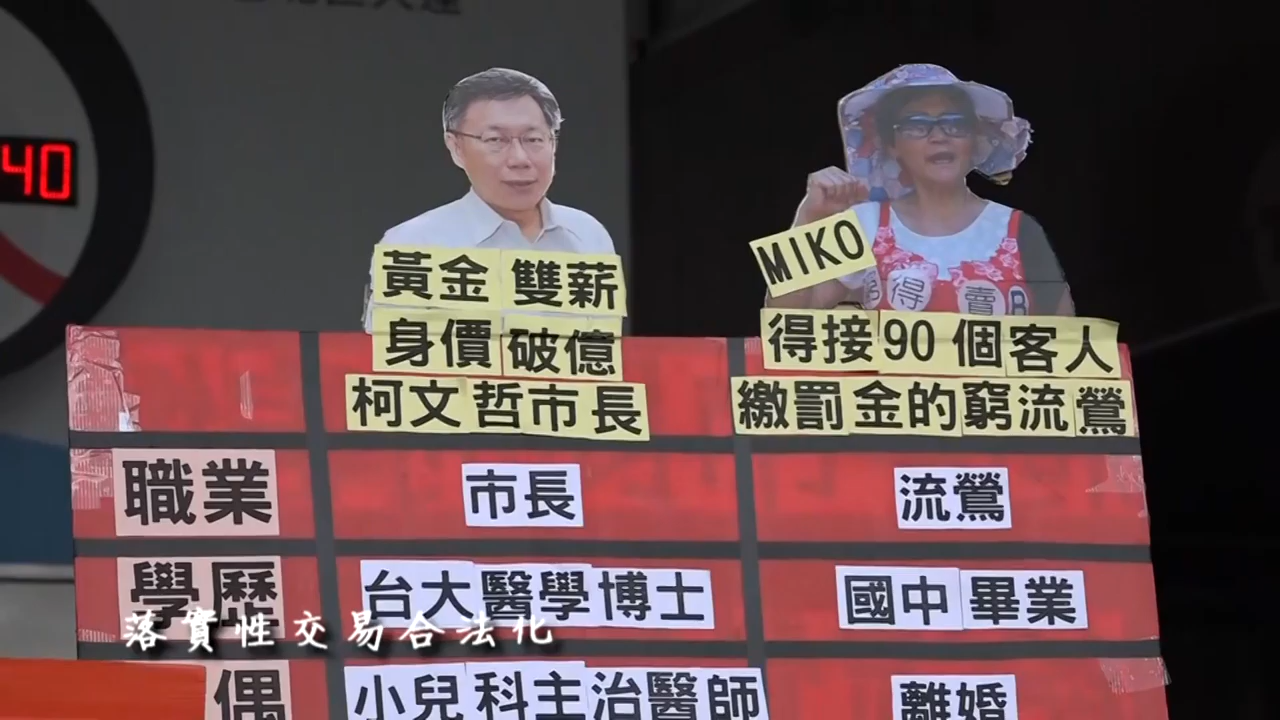 40
黃金 雙薪
身價破億
柯文哲市長
MIKO
得 賣
得接90個客人
繳罰金的窮流鶯
職業 市長 流鶯
學歷 台大醫學博士 國中畢業
落實性交易合法化
偶 小兒科主治醫師 離婚